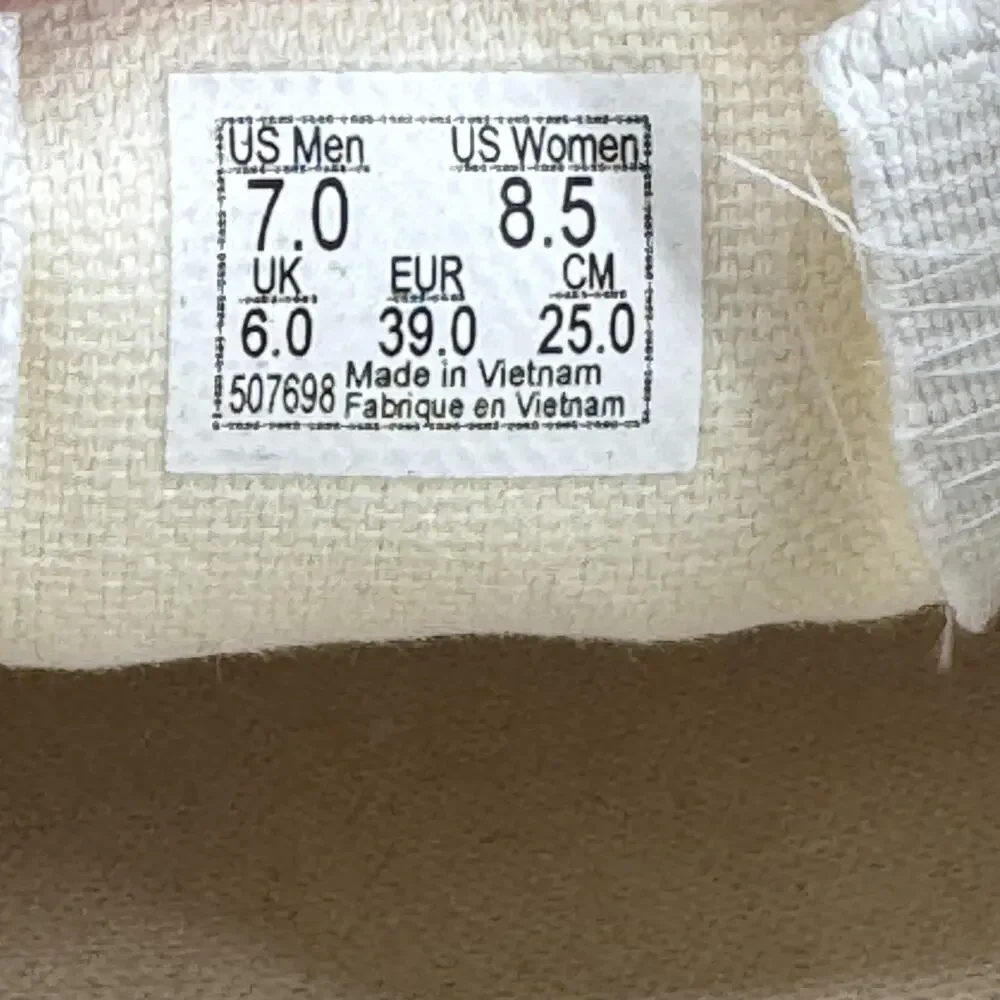 US Men US Women
7.0 8.5
UK EUR CM
6.0 39.0 25.0
507698 Made in Vietnam
Fabrique en Vietnam